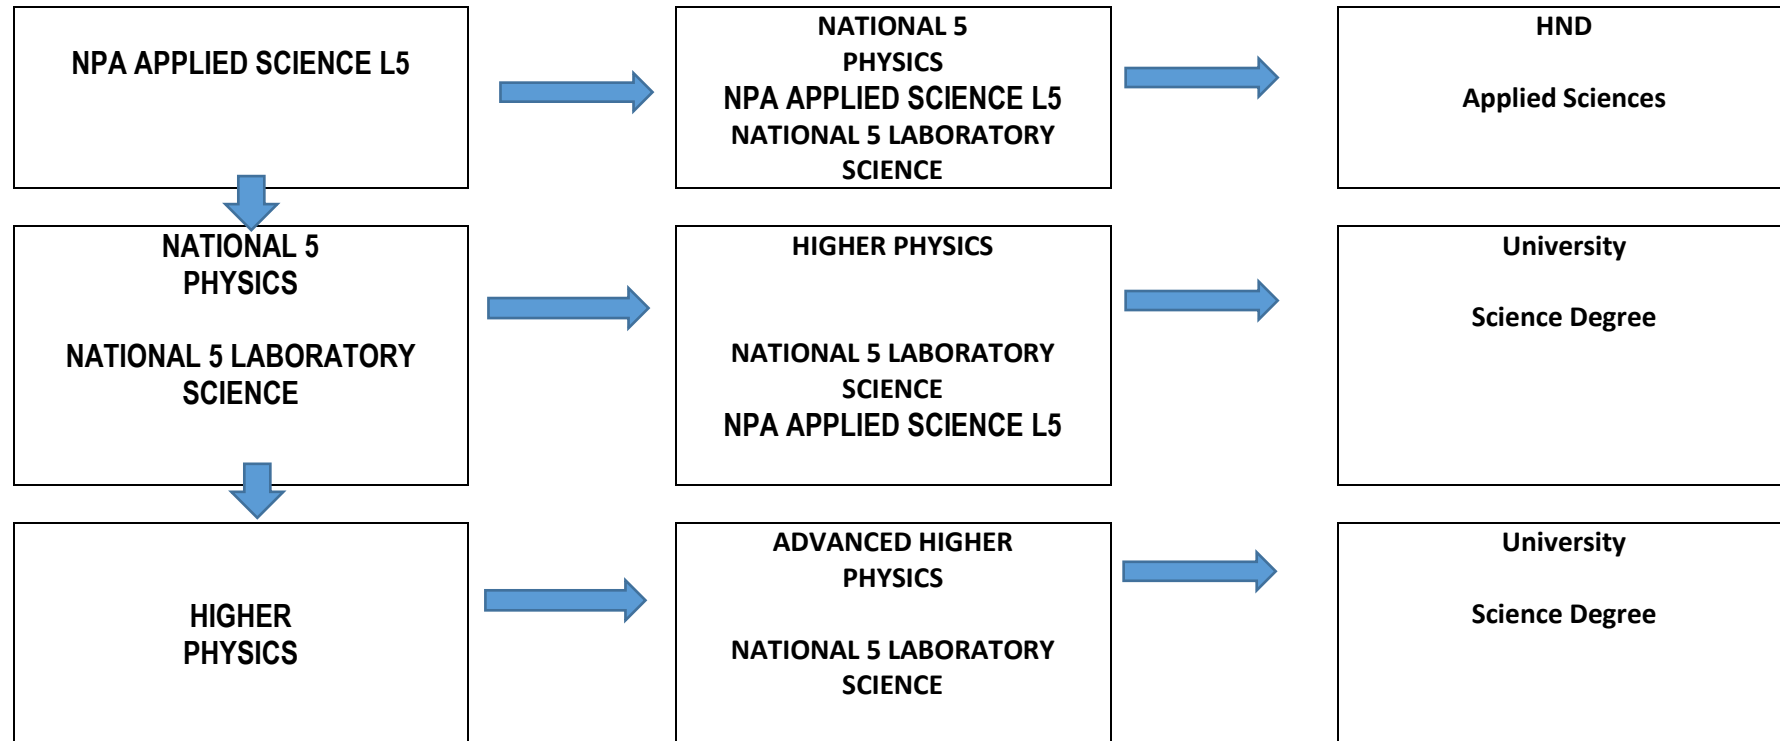 NPA APPLIED SCIENCE L5
NATIONAL 5
PHYSICS
NPA APPLIED SCIENCE L5
NATIONAL 5 LABORATORY
SCIENCE
HND
Applied Sciences
NATIONAL 5
PHYSICS
NATIONAL 5 LABORATORY
SCIENCE
HIGHER PHYSICS
NATIONAL 5 LABORATORY
SCIENCE
NPA APPLIED SCIENCE L5
University
Science Degree
HIGHER
PHYSICS
ADVANCED HIGHER
PHYSICS
NATIONAL 5 LABORATORY
SCIENCE
University
Science Degree